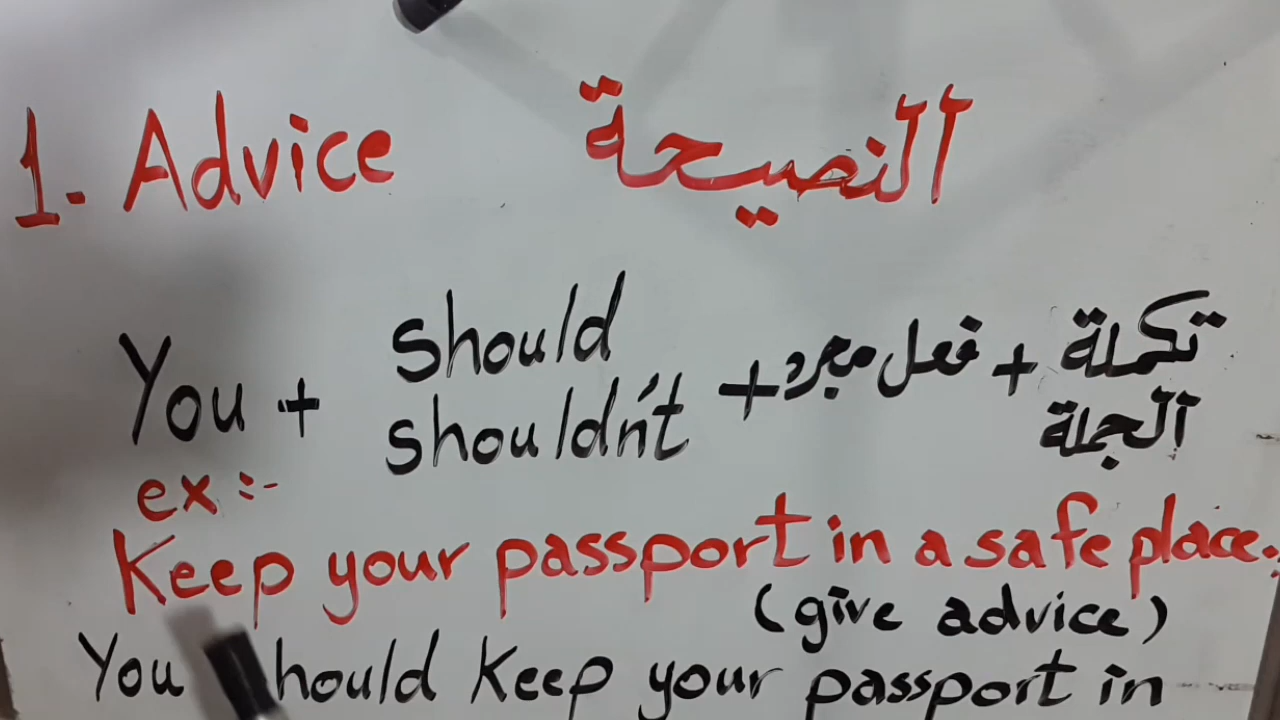 1. Advice النصيحة
You + should shouldn't + فعل مجرد + تكملة الجملة
ex :-
Keep your passport in a safe place.
(give advice)
You should keep your passport in